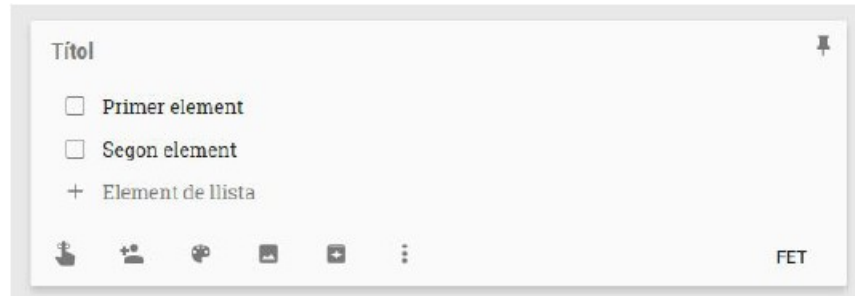 Títol
Primer element
Segon element
Element de llista
FET